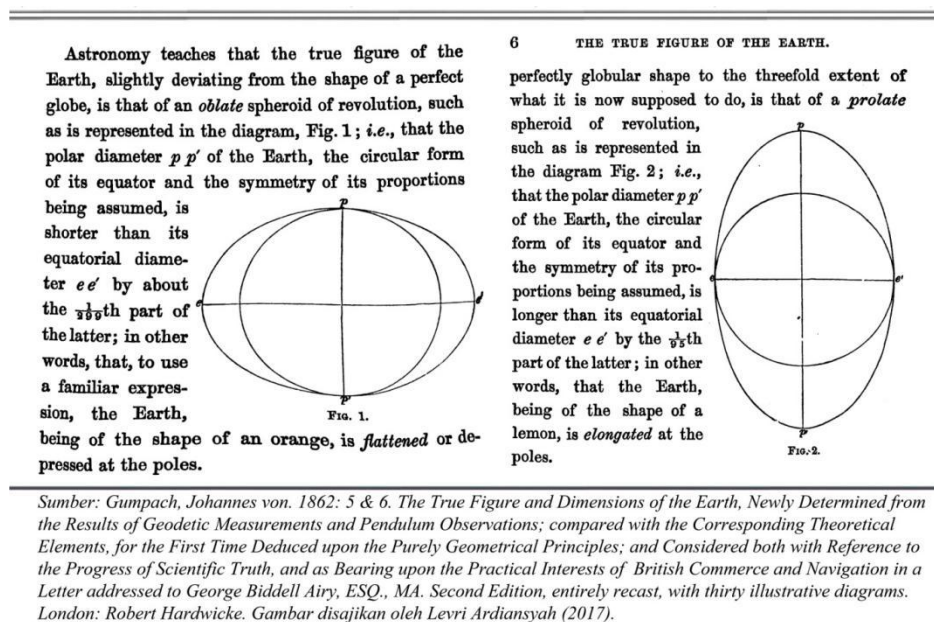 Astronomy teaches that the true figure of the
Earth, slightly deviating from the shape of a perfect
globe, is that of an oblate spheroid of revolution, such
as is represented in the diagram, Fig. 1; i.e., that the
polar diameter p p' of the Earth, the circular form
of its equator and the symmetry of its proportions
being assumed, is
shorter than its
equatorial diame-
ter e e' by about
the 1/299th part of
the latter; in other
words, that, to use
a familiar expres-
sion, the Earth,
being of the shape of an orange, is flattened or de-
pressed at the poles.
p
e
e'
p'
FIG. 1.
6 THE TRUE FIGURE OF THE EARTH.
perfectly globular shape to the threefold extent of
what it is now supposed to do, is that of a prolate
spheroid of revolution,
such as is represented in
the diagram Fig. 2; i.e.,
that the polar diameter p p'
of the Earth, the circular
form of its equator and
the symmetry of its pro-
portions being assumed, is
longer than its equatorial
diameter e e' by the 1/95th
part of the latter; in other
words, that the Earth,
being of the shape of a
lemon, is elongated at the
poles.
p
e
e'
p'
FIG. 2.
Sumber: Gumpach, Johannes von. 1862: 5 & 6. The True Figure and Dimensions of the Earth, Newly Determined from
the Results of Geodetic Measurements and Pendulum Observations; compared with the Corresponding Theoretical
Elements, for the First Time Deduced upon the Purely Geometrical Principles; and Considered both with Reference to
the Progress of Scientific Truth, and as Bearing upon the Practical Interests of British Commerce and Navigation in a
Letter addressed to George Biddell Airy, ESQ., MA. Second Edition, entirely recast, with thirty illustrative diagrams.
London: Robert Hardwicke. Gambar disajikan oleh Levri Ardiansyah (2017).